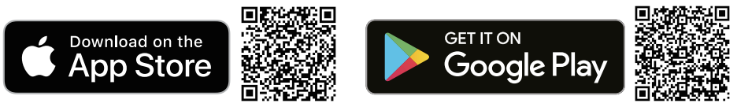 Download on the
App Store
GET IT ON
Google Play